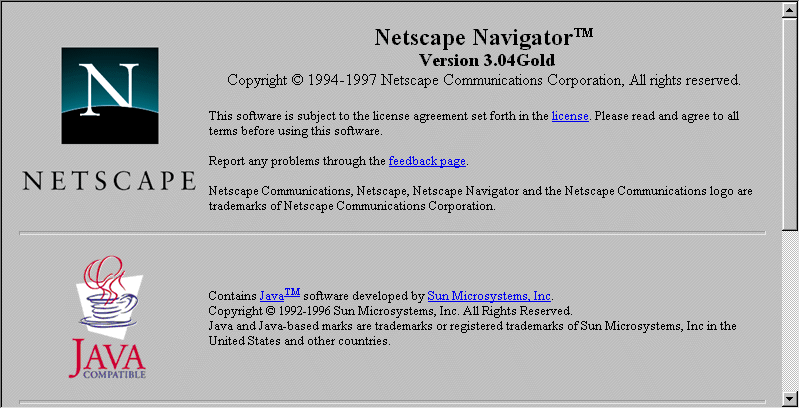 Netscape Navigator™
Version 3.04Gold
Copyright © 1994-1997 Netscape Communications Corporation, All rights reserved.
N
NETSCAPE
This software is subject to the license agreement set forth in the license. Please read and agree to all
terms before using this software.
Report any problems through the feedback page.
Netscape Communications, Netscape, Netscape Navigator and the Netscape Communications logo are
trademarks of Netscape Communications Corporation.
JAVA
COMPATIBLE
Contains Java™ software developed by Sun Microsystems, Inc.
Copyright © 1992-1996 Sun Microsystems, Inc. All Rights Reserved.
Java and Java-based marks are trademarks or registered trademarks of Sun Microsystems, Inc in the
United States and other countries.